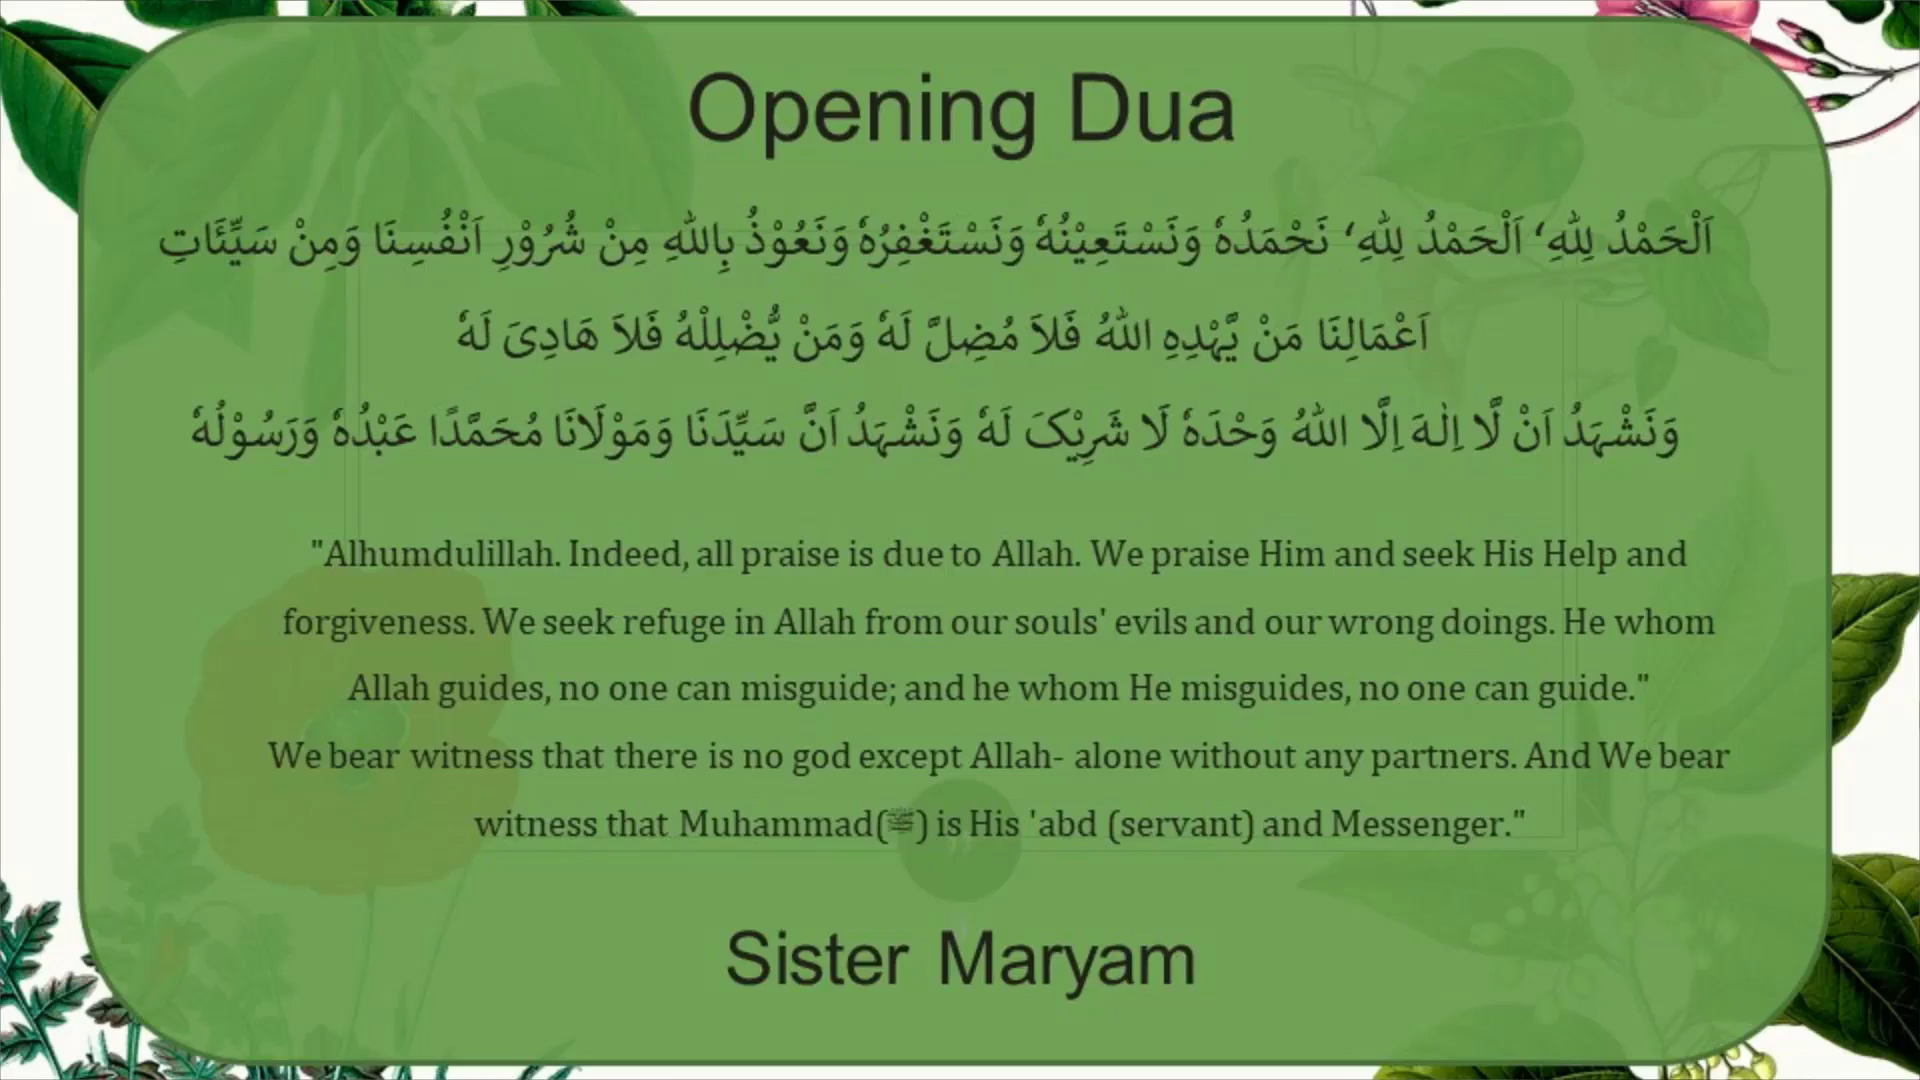 Opening Dua
اَلْحَمْدُ لِلّٰهِ، اَلْحَمْدُ لِلّٰهِ، نَحْمَدُهٗ وَنَسْتَعِيْنُهٗ وَنَسْتَغْفِرُهٗ وَنَعُوْذُ بِاللّٰهِ مِنْ شُرُوْرِ اَنْفُسِنَا وَمِنْ سَيِّئَاتِ
اَعْمَالِنَا مَنْ يَّهْدِهِ اللّٰهُ فَلاَ مُضِلَّ لَهٗ وَمَنْ يُّضْلِلْهُ فَلاَ هَادِىَ لَهٗ
وَنَشْهَدُ اَنْ لَّا اِلٰهَ اِلَّا اللّٰهُ وَحْدَهٗ لَا شَرِيْكَ لَهٗ وَنَشْهَدُ اَنَّ سَيِّدَنَا وَمَوْلَانَا مُحَمَّدًا عَبْدُهٗ وَرَسُوْلُهٗ
"Alhumdulillah. Indeed, all praise is due to Allah. We praise Him and seek His Help and
forgiveness. We seek refuge in Allah from our souls' evils and our wrong doings. He whom
Allah guides, no one can misguide; and he whom He misguides, no one can guide."
We bear witness that there is no god except Allah- alone without any partners. And We bear
witness that Muhammad(ﷺ) is His 'abd (servant) and Messenger."
Sister Maryam